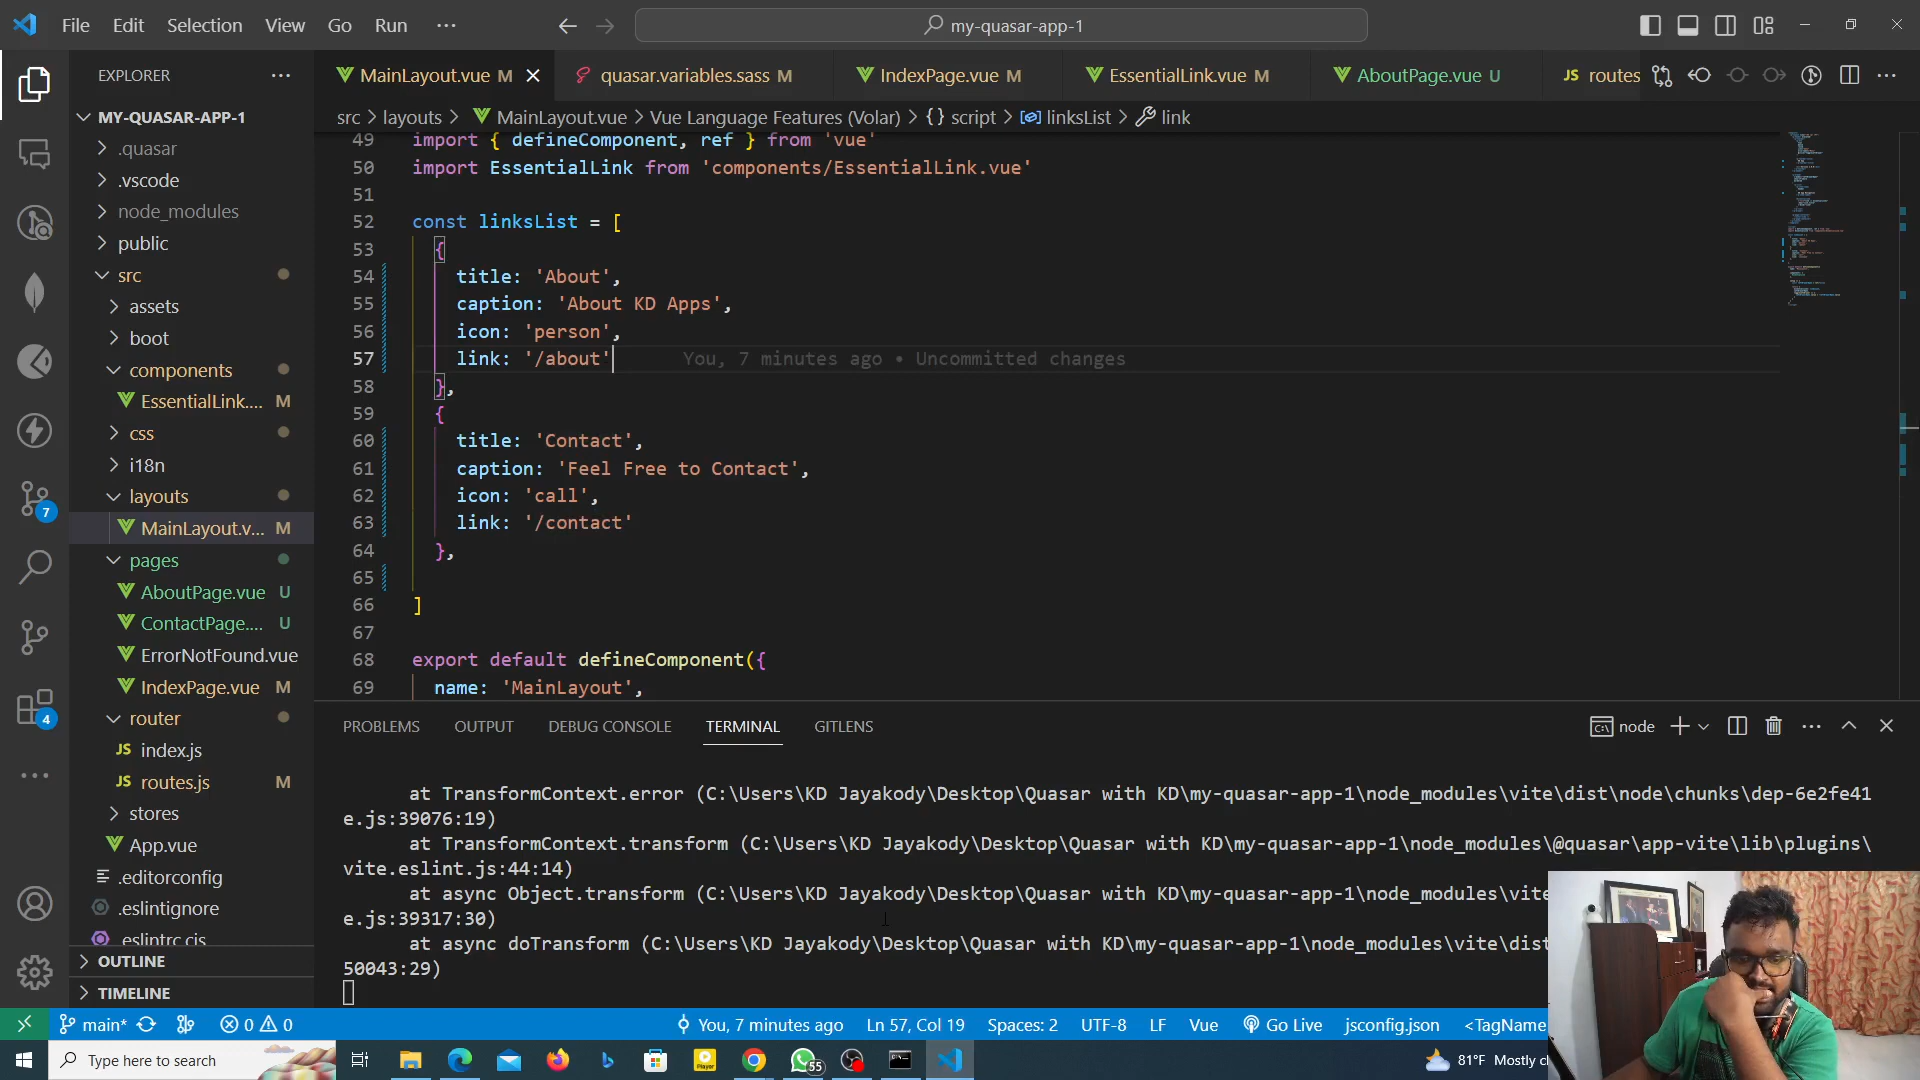 File Edit Selection View Go Run ··· my-quasar-app-1
EXPLORER ···
MY-QUASAR-APP-1
.quasar
.vscode
node_modules
public
src
assets
boot
components
EssentialLink.... M
css
i18n
layouts
MainLayout.v... M
pages
AboutPage.vue U
ContactPage.... U
ErrorNotFound.vue
IndexPage.vue M
router
JS index.js
JS routes.js M
stores
App.vue
.editorconfig
.eslintignore
.eslintrc.cjs
OUTLINE
TIMELINE
7
4
MainLayout.vue M quasar.variables.sass M IndexPage.vue M EssentialLink.vue M AboutPage.vue U JS routes
src > layouts > MainLayout.vue > Vue Language Features (Volar) > {} script > linksList > link
49 import { defineComponent, ref } from 'vue'
50 import EssentialLink from 'components/EssentialLink.vue'
51
52 const linksList = [
53 {
54 title: 'About',
55 caption: 'About KD Apps',
56 icon: 'person',
57 link: '/about' You, 7 minutes ago • Uncommitted changes
58 },
59 {
60 title: 'Contact',
61 caption: 'Feel Free to Contact',
62 icon: 'call',
63 link: '/contact'
64 },
65
66 ]
67
68 export default defineComponent({
69 name: 'MainLayout',
PROBLEMS OUTPUT DEBUG CONSOLE TERMINAL GITLENS node
at TransformContext.error (C:\Users\KD Jayakody\Desktop\Quasar with KD\my-quasar-app-1\node_modules\vite\dist\node\chunks\dep-6e2fe41
e.js:39076:19)
at TransformContext.transform (C:\Users\KD Jayakody\Desktop\Quasar with KD\my-quasar-app-1\node_modules\@quasar\app-vite\lib\plugins\
vite.eslint.js:44:14)
at async Object.transform (C:\Users\KD Jayakody\Desktop\Quasar with KD\my-quasar-app-1\node_modules\vite
e.js:39317:30)
at async doTransform (C:\Users\KD Jayakody\Desktop\Quasar with KD\my-quasar-app-1\node_modules\vite\dist
50043:29)
main* 0 0 You, 7 minutes ago Ln 57, Col 19 Spaces: 2 UTF-8 LF Vue Go Live jsconfig.json <TagName
Type here to search Player 55 81°F Mostly cl